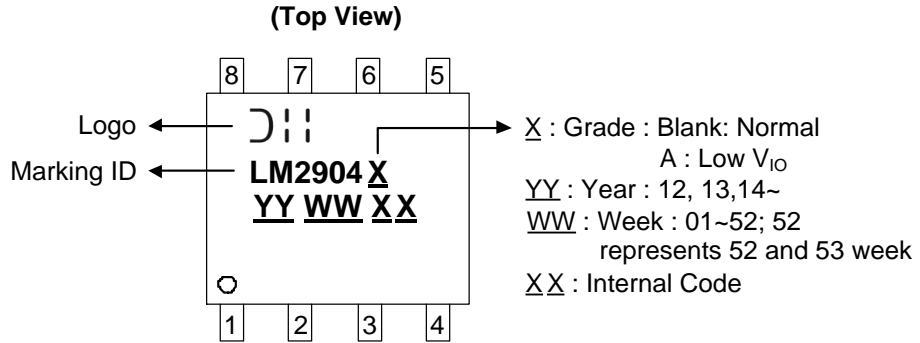 (Top View)
8 7 6 5
Logo
Marking ID
LM2904 X
YY WW XX
1 2 3 4
X : Grade : Blank: Normal
A : Low VIO
YY : Year : 12, 13,14~
WW : Week : 01~52; 52
represents 52 and 53 week
XX : Internal Code